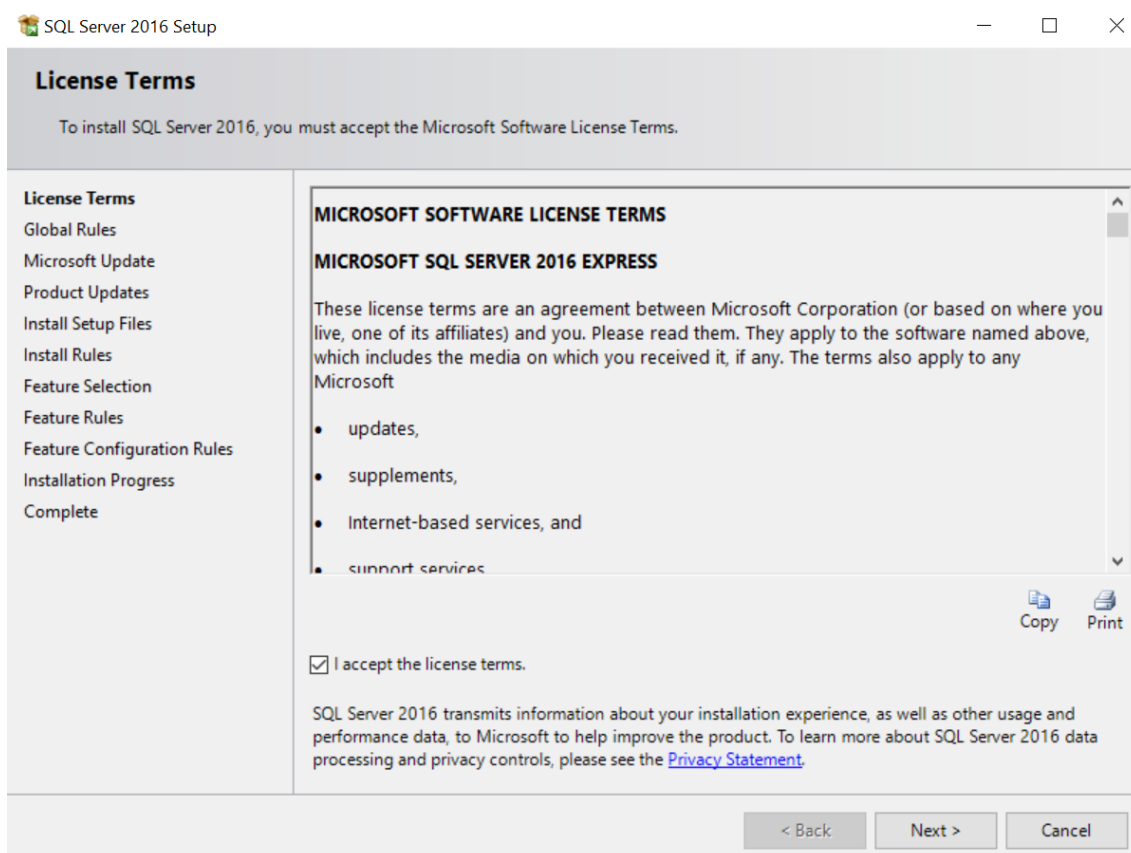 SQL Server 2016 Setup
License Terms
To install SQL Server 2016, you must accept the Microsoft Software License Terms.
License Terms
Global Rules
Microsoft Update
Product Updates
Install Setup Files
Install Rules
Feature Selection
Feature Rules
Feature Configuration Rules
Installation Progress
Complete
MICROSOFT SOFTWARE LICENSE TERMS
MICROSOFT SQL SERVER 2016 EXPRESS
These license terms are an agreement between Microsoft Corporation (or based on where you
live, one of its affiliates) and you. Please read them. They apply to the software named above,
which includes the media on which you received it, if any. The terms also apply to any
Microsoft
• updates,
• supplements,
• Internet-based services, and
• support services
Copy
Print
I accept the license terms.
SQL Server 2016 transmits information about your installation experience, as well as other usage and
performance data, to Microsoft to help improve the product. To learn more about SQL Server 2016 data
processing and privacy controls, please see the Privacy Statement.
< Back
Next >
Cancel